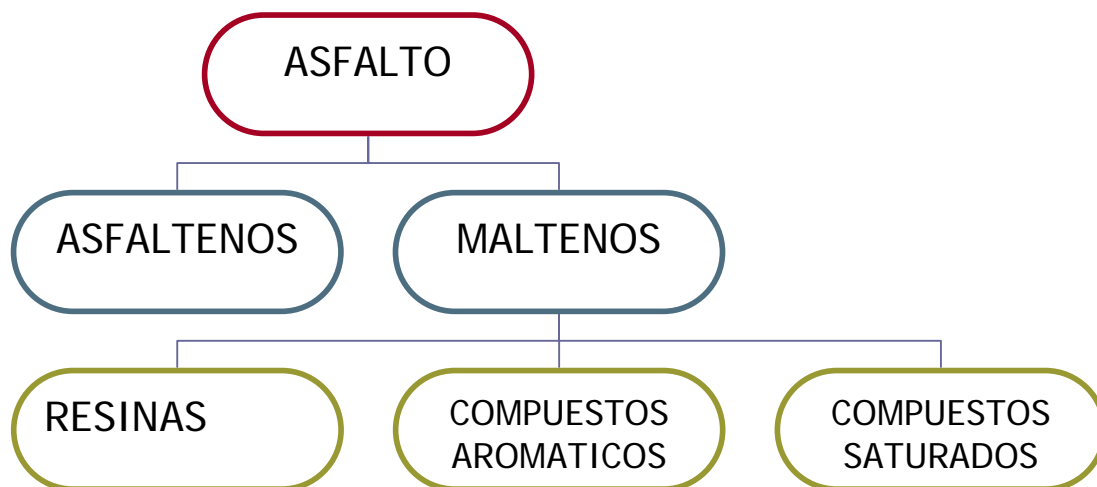 ASFALTO
ASFALTENOS
MALTENOS
RESINAS
COMPUESTOS
AROMATICOS
COMPUESTOS
SATURADOS